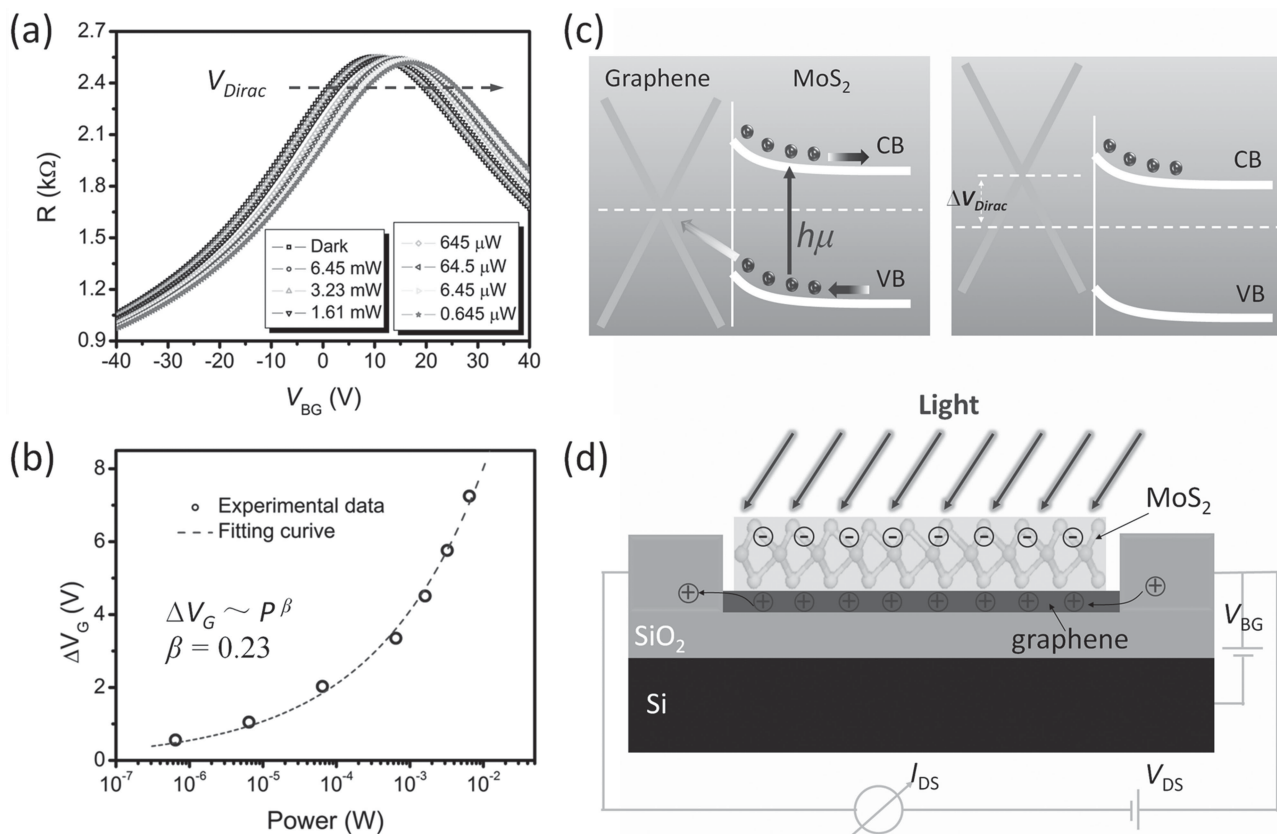 (a)
2.7
2.4
2.1
1.8
1.5
1.2
0.9
R (kΩ)
V_Dirac
Dark
6.45 mW
3.23 mW
1.61 mW
645 μW
64.5 μW
6.45 μW
0.645 μW
-40 -30 -20 -10 0 10 20 30 40
V_BG (V)
(b)
8
6
4
2
0
ΔV_G (V)
Experimental data
Fitting curive
ΔV_G ~ P^β
β = 0.23
10^-7 10^-6 10^-5 10^-4 10^-3 10^-2
Power (W)
(c)
Graphene MoS₂
CB
hμ
VB
CB
ΔV_Dirac
VB
Light
(d)
MoS₂
- - - - - - - -
+ + + + + + + + + +
graphene
SiO₂
Si
V_BG
I_DS
V_DS